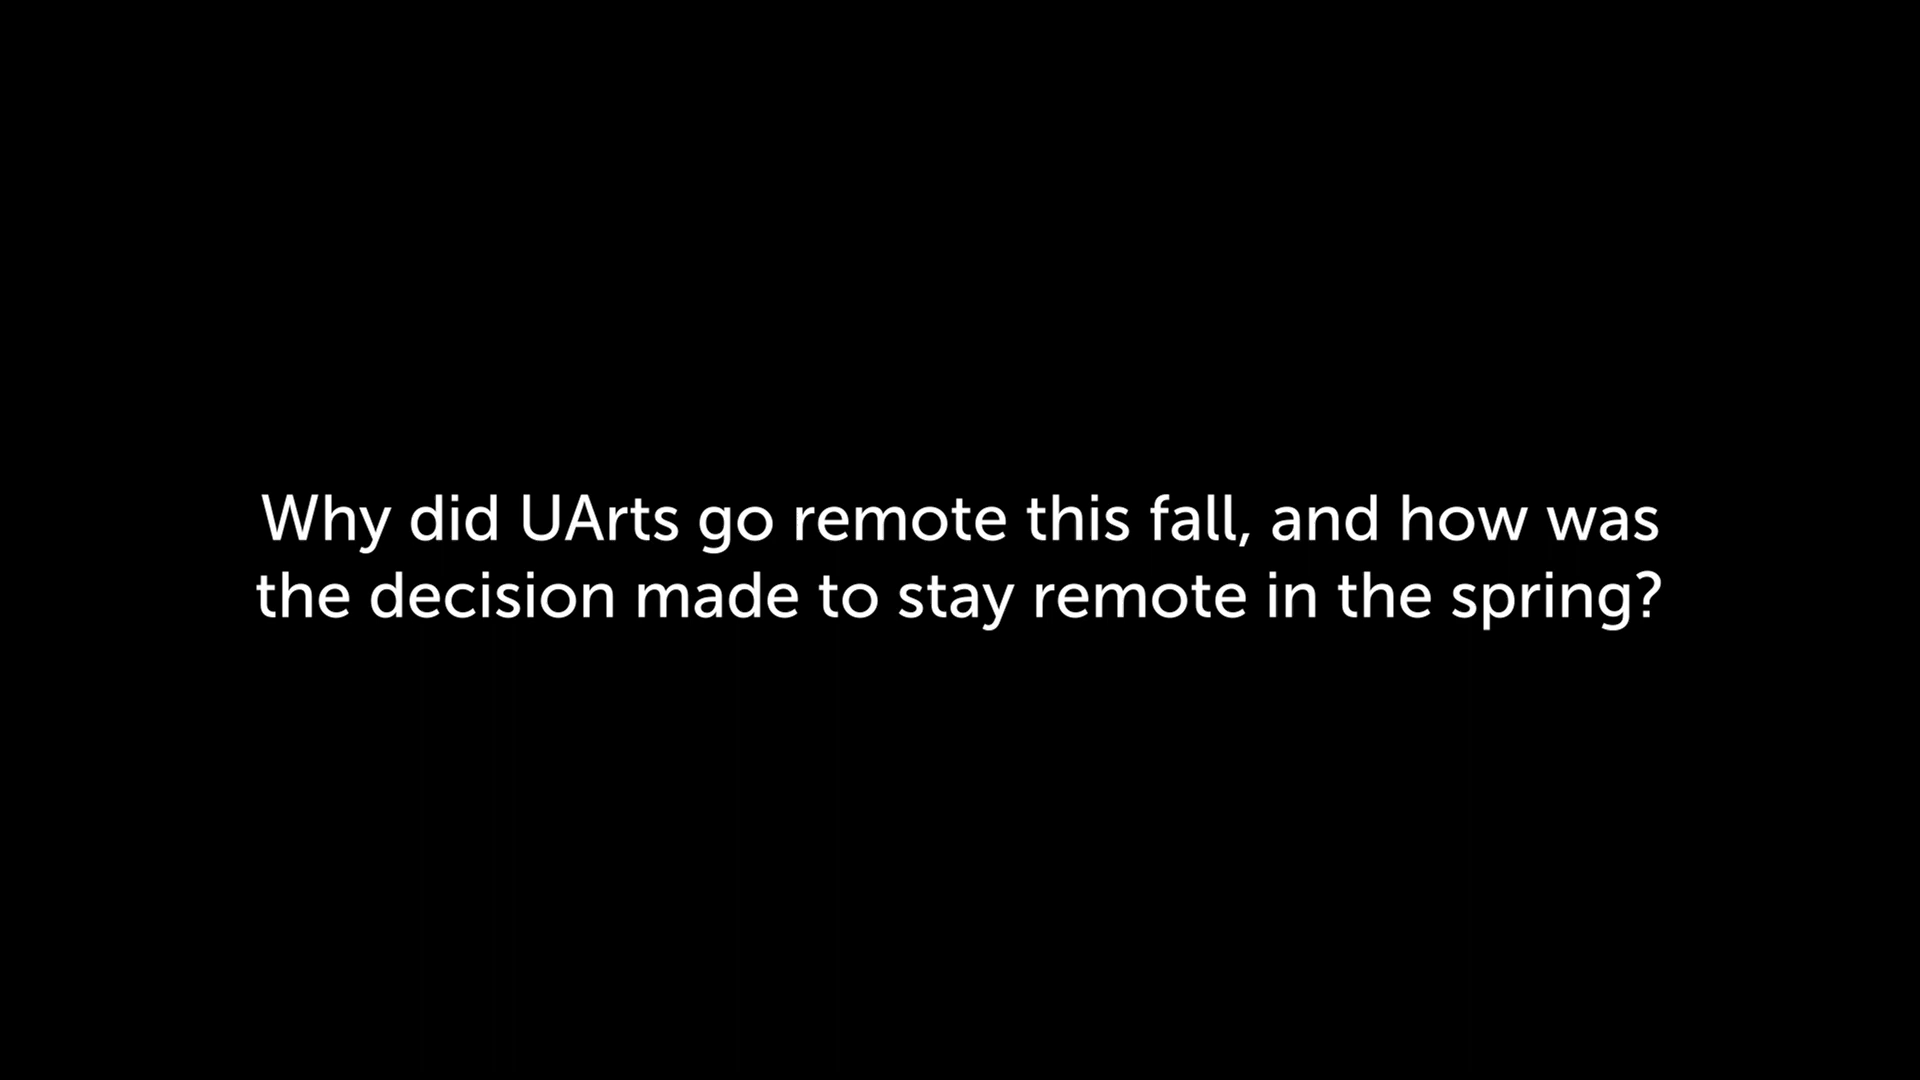 Why did UArts go remote this fall, and how was
the decision made to stay remote in the spring?